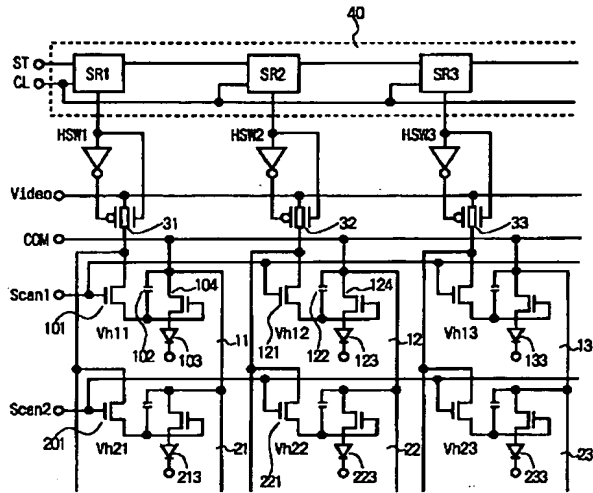 40
ST SR1 SR2 SR3
CL
HSW1 HSW2 HSW3
Video
31 32 33
COM
104 124
Scan1
101 Vh11 102 103 11 121 Vh12 122 123 12 Vh13 133 13
Scan2
201 Vh21 213 21 221 Vh22 223 22 Vh23 233 23